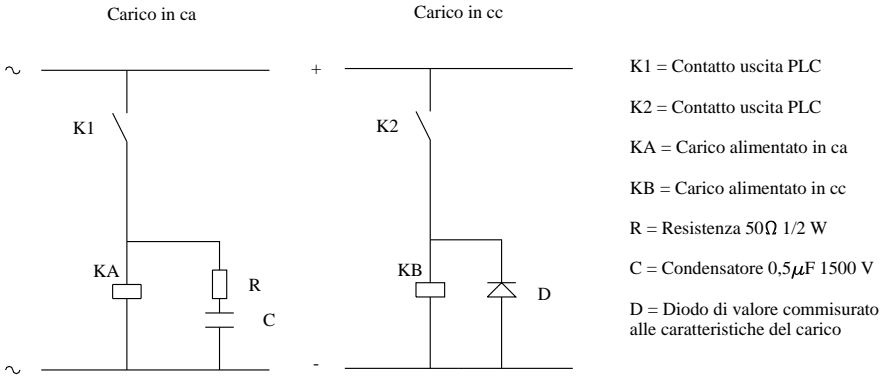 Carico in ca
Carico in cc
~
K1
KA
R
C
~
+
K2
KB
D
-
K1 = Contatto uscita PLC
K2 = Contatto uscita PLC
KA = Carico alimentato in ca
KB = Carico alimentato in cc
R = Resistenza 50Ω 1/2 W
C = Condensatore 0,5μF 1500 V
D = Diodo di valore commisurato
alle caratteristiche del carico